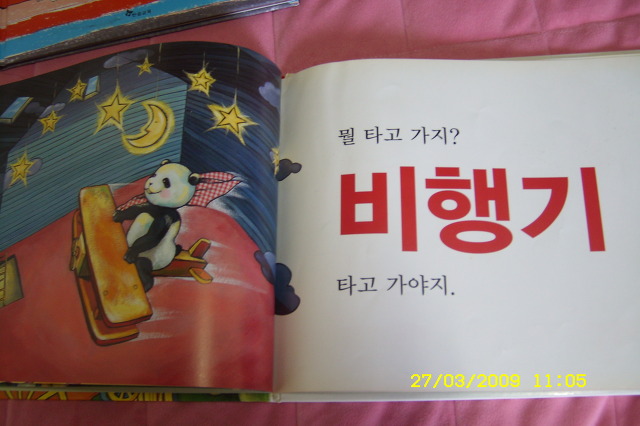 뭘 타고 가지?
비행기
타고 가야지.
27/03/2009 11:05